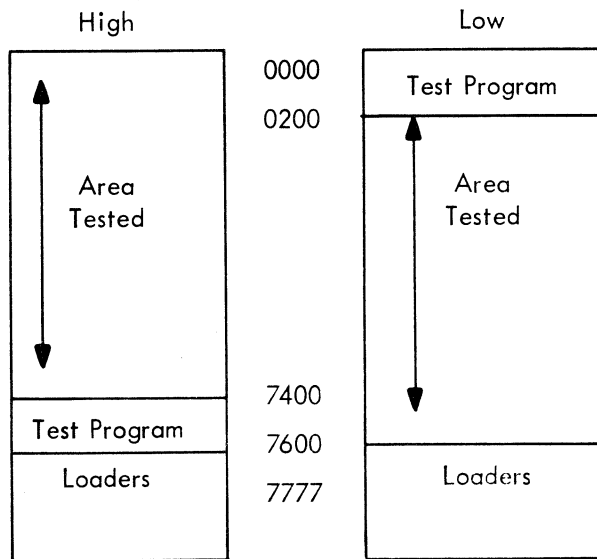 High
Low
0000
Test Program
0200
Area
Tested
Area
Tested
7400
Test Program
7600
Loaders
Loaders
7777